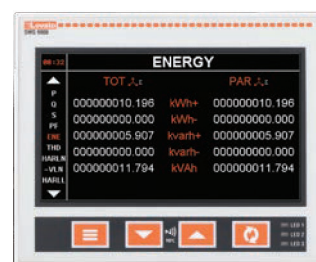 Lovato
ENERGY
TOT Σ PAR Σ
P
Q
S
PF
ENE
THD
HARLN
~VLN
HARLL
000000010.196 kWh+ 000000010.196
000000000.000 kWh- 000000000.000
000000005.907 kvarh+ 000000005.907
000000000.000 kvarh- 000000000.000
000000011.794 kVAh 000000011.794
NFC
LED 1
LED 2
LED 3